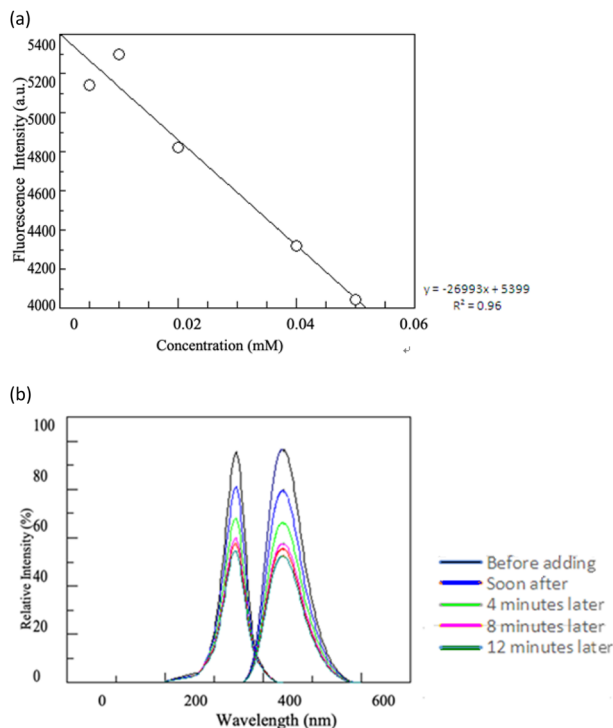 (a)
5400
5200
5000
4800
4400
4200
4000
0
0.02
0.04
0.06
Fluorescence Intensity (a.u.)
Concentration (mM)
y = -26993x + 5399
R² = 0.96
(b)
100
80
60
40
20
0
0
200
400
600
Relative Intensity (%)
Wavelength (nm)
Before adding
Soon after
4 minutes later
8 minutes later
12 minutes later